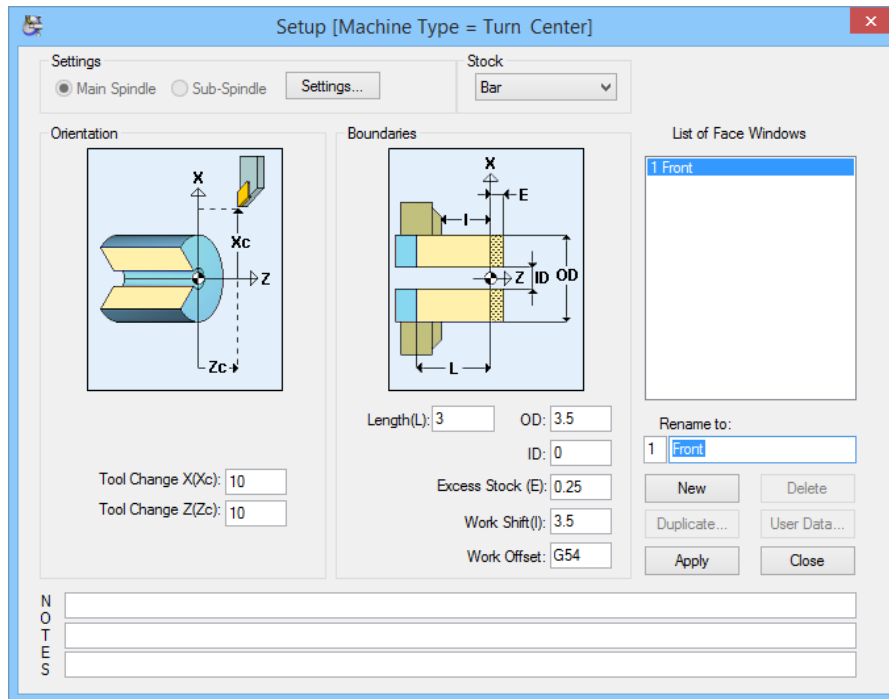 Setup [Machine Type = Turn Center]
Settings
Main Spindle
Sub-Spindle
Settings...
Stock
Bar
Orientation
X
Xc
Z
Zc
Boundaries
X
E
I
Z
ID
OD
L
Length(L): 3
OD: 3.5
ID: 0
Excess Stock (E): 0.25
Work Shift(I): 3.5
Work Offset: G54
Tool Change X(Xc): 10
Tool Change Z(Zc): 10
List of Face Windows
1 Front
Rename to:
1 Front
New
Delete
Duplicate...
User Data...
Apply
Close
NOTES